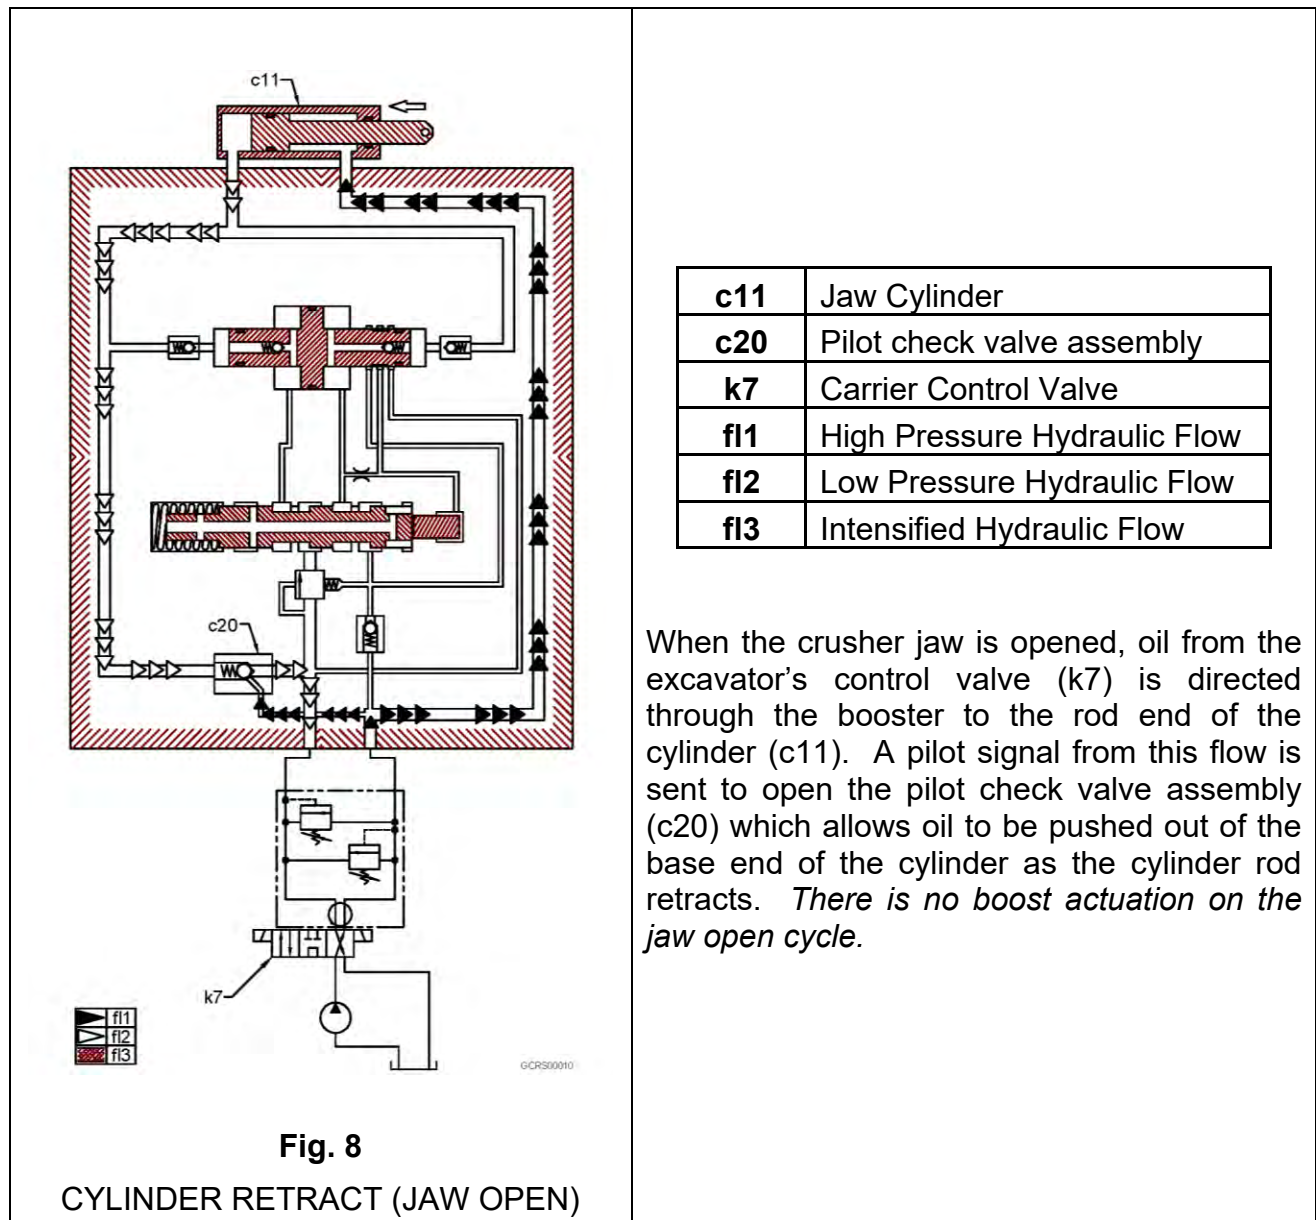 c11
c20
k7
fl1
fl2
fl3
GCRS00010
Fig. 8
CYLINDER RETRACT (JAW OPEN)
c11 Jaw Cylinder
c20 Pilot check valve assembly
k7 Carrier Control Valve
fl1 High Pressure Hydraulic Flow
fl2 Low Pressure Hydraulic Flow
fl3 Intensified Hydraulic Flow
When the crusher jaw is opened, oil from the
excavator’s control valve (k7) is directed
through the booster to the rod end of the
cylinder (c11). A pilot signal from this flow is
sent to open the pilot check valve assembly
(c20) which allows oil to be pushed out of the
base end of the cylinder as the cylinder rod
retracts. There is no boost actuation on the
jaw open cycle.